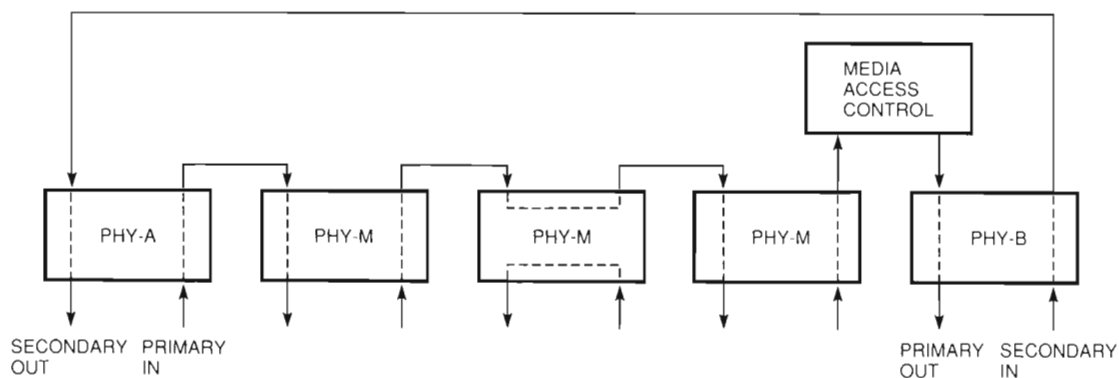 MEDIA
ACCESS
CONTROL
PHY-A
PHY-M
PHY-M
PHY-M
PHY-B
SECONDARY
OUT
PRIMARY
IN
PRIMARY
OUT
SECONDARY
IN